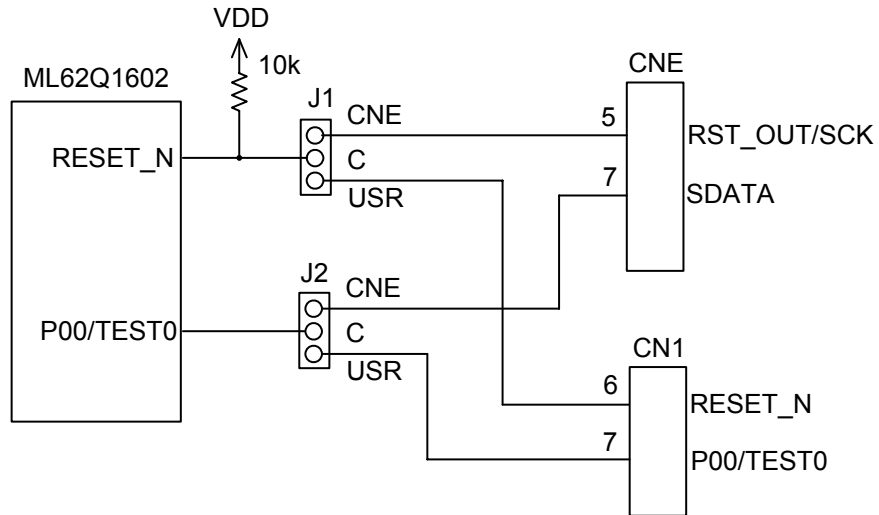 VDD
10k
ML62Q1602
CNE
J1
CNE
5
RST_OUT/SCK
RESET_N
C
7
SDATA
USR
J2
CNE
P00/TEST0
C
CN1
USR
6
RESET_N
7
P00/TEST0